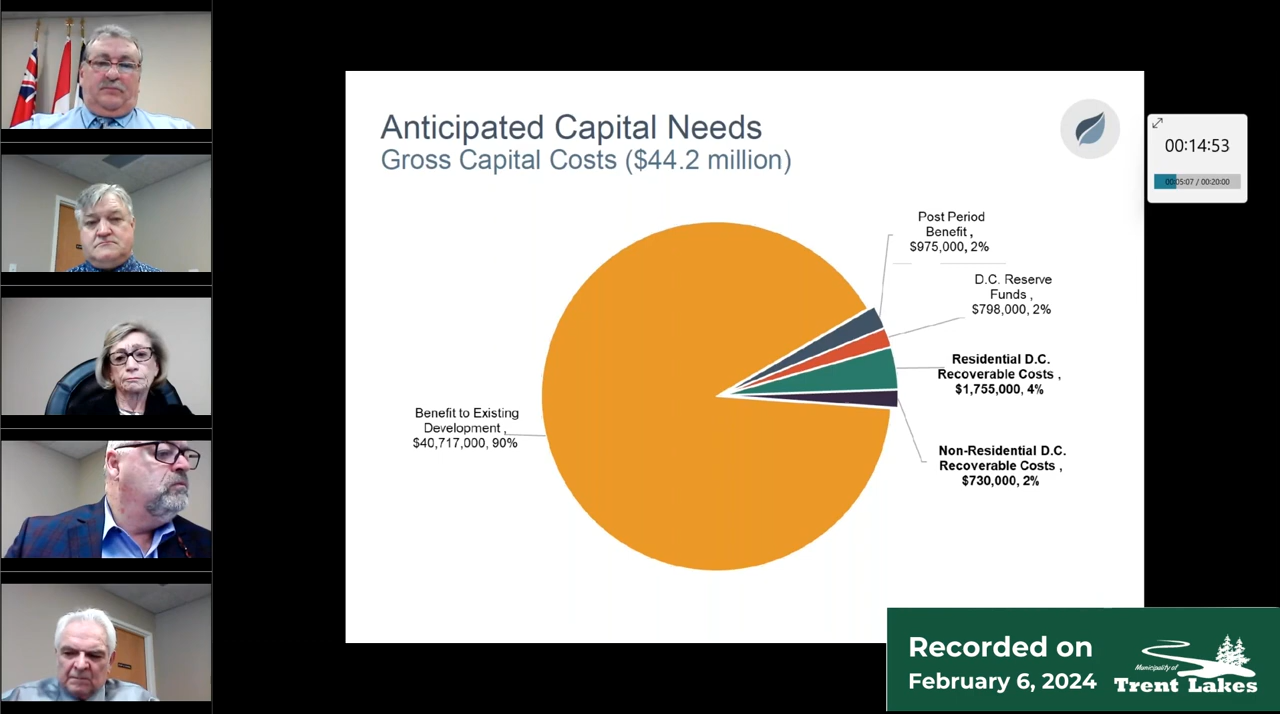 Anticipated Capital Needs
Gross Capital Costs ($44.2 million)
00:14:53
00:05:07 / 00:20:00
Post Period
Benefit ,
$975,000, 2%
D.C. Reserve
Funds ,
$798,000, 2%
Residential D.C.
Recoverable Costs ,
$1,755,000, 4%
Benefit to Existing
Development ,
$40,717,000, 90%
Non-Residential D.C.
Recoverable Costs ,
$730,000, 2%
Recorded on
February 6, 2024
Municipality of
Trent Lakes